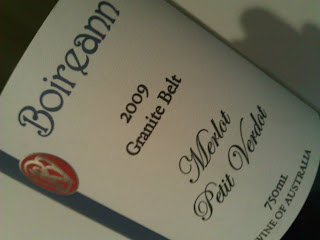 Boireann
2009
Granite Belt
Merlot
Petit Verdot
750mL
WINE OF AUSTRALIA